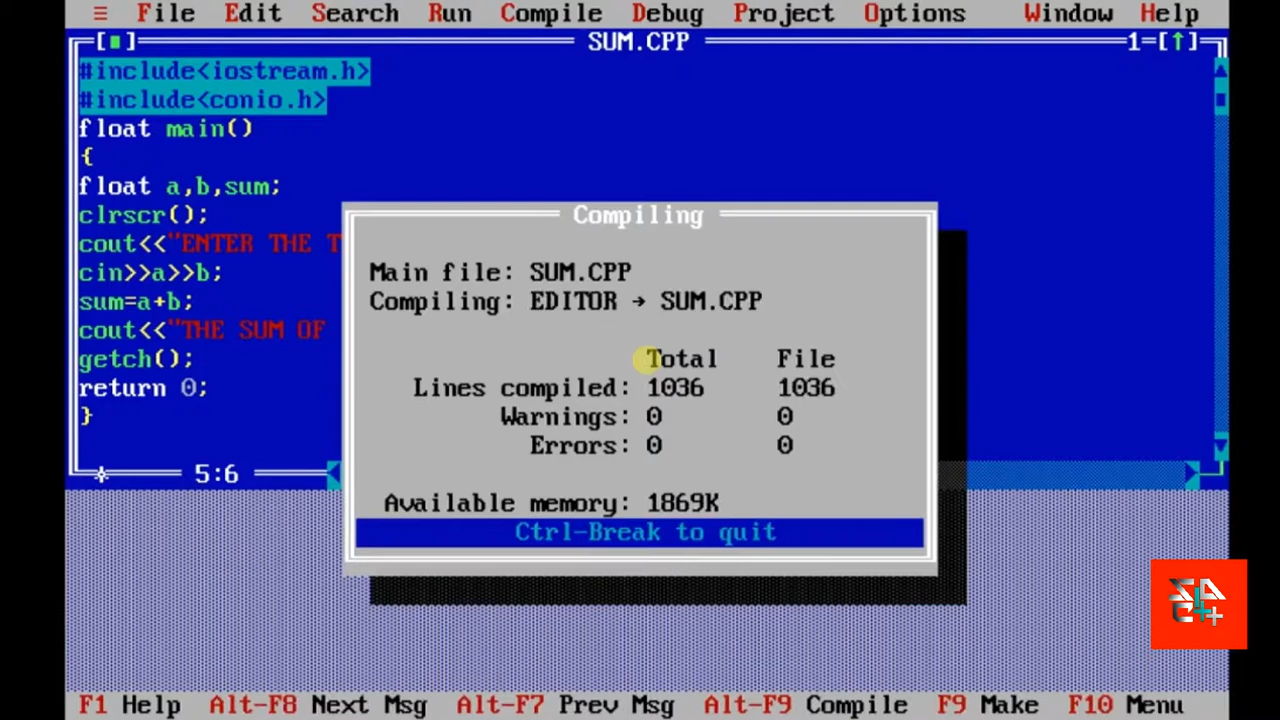 ≡ File Edit Search Run Compile Debug Project Options Window Help
[■] SUM.CPP 1=[↑]
#include<iostream.h>
#include<conio.h>
float main()
{
float a,b,sum;
clrscr();
cout<<"ENTER THE T
cin>>a>>b;
sum=a+b;
cout<<"THE SUM OF
getch();
return 0;
}
5:6
Compiling
Main file: SUM.CPP
Compiling: EDITOR → SUM.CPP
Total File
Lines compiled: 1036 1036
Warnings: 0 0
Errors: 0 0
Available memory: 1869K
Ctrl-Break to quit
F1 Help Alt-F8 Next Msg Alt-F7 Prev Msg Alt-F9 Compile F9 Make F10 Menu